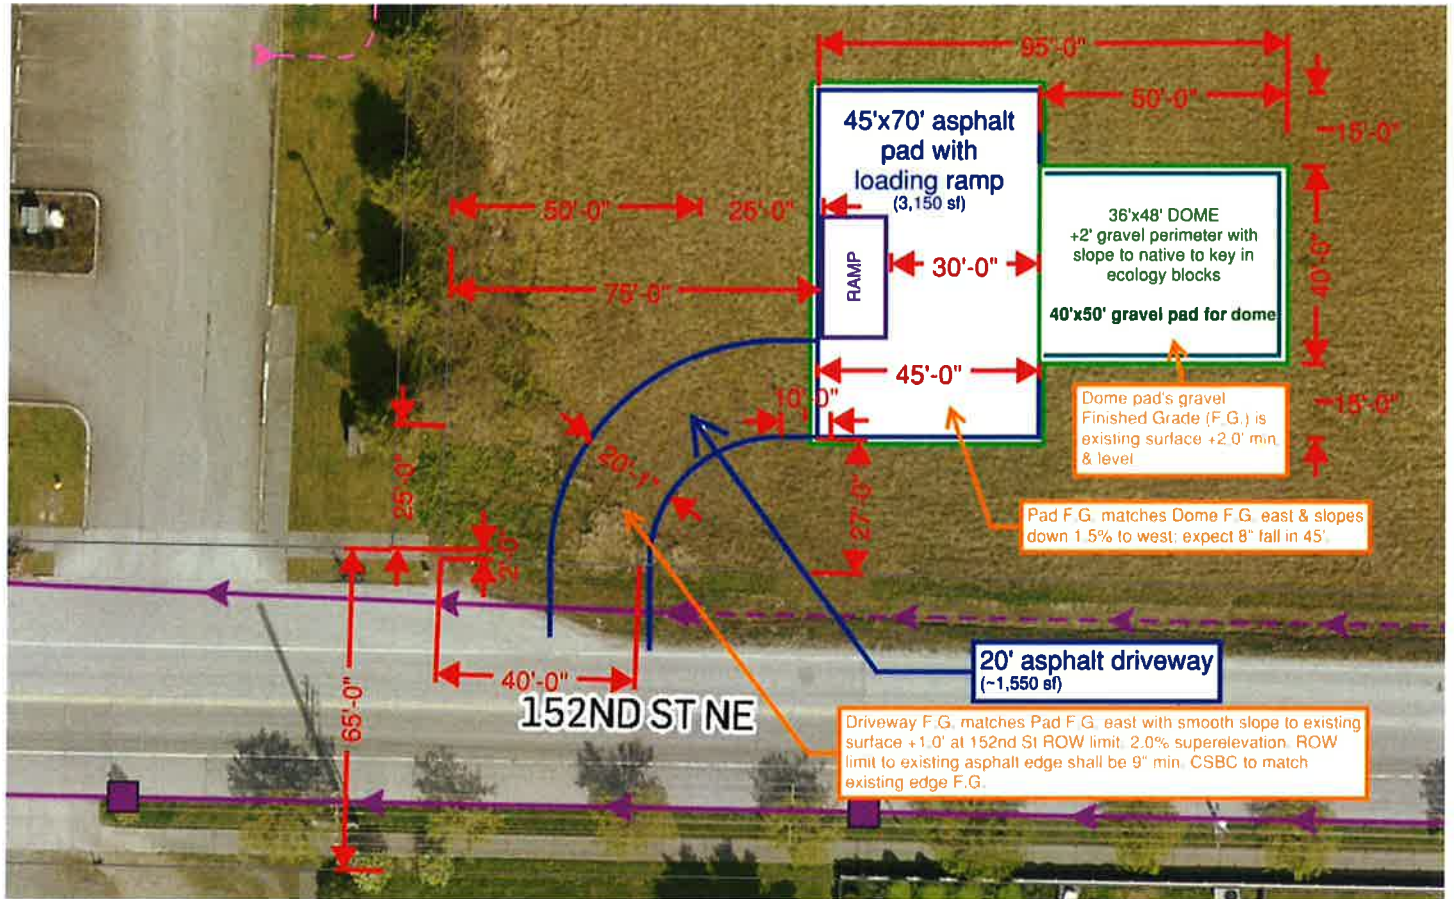 95'-0"
50'-0"
45'x70' asphalt
pad with
loading ramp
(3,150 sf)
~15'-0"
50'-0"
25'-0"
36'x48' DOME
+2' gravel perimeter with
slope to native to key in
ecology blocks
40'x50' gravel pad for dome
40'-0"
RAMP
30'-0"
75'-0"
45'-0"
10'-0"
~15'-0"
Dome pad's gravel
Finished Grade (F.G.) is
existing surface +2.0' min.
& level
20'-1"
25'-0"
27'-0"
Pad F.G. matches Dome F.G. east & slopes
down 1.5% to west; expect 8" fall in 45'.
2'-0"
65'-0"
40'-0"
152ND ST NE
20' asphalt driveway
(~1,550 sf)
Driveway F.G. matches Pad F.G. east with smooth slope to existing
surface +1.0' at 152nd St ROW limit. 2.0% superelevation. ROW
limit to existing asphalt edge shall be 9" min. CSBC to match
existing edge F.G.